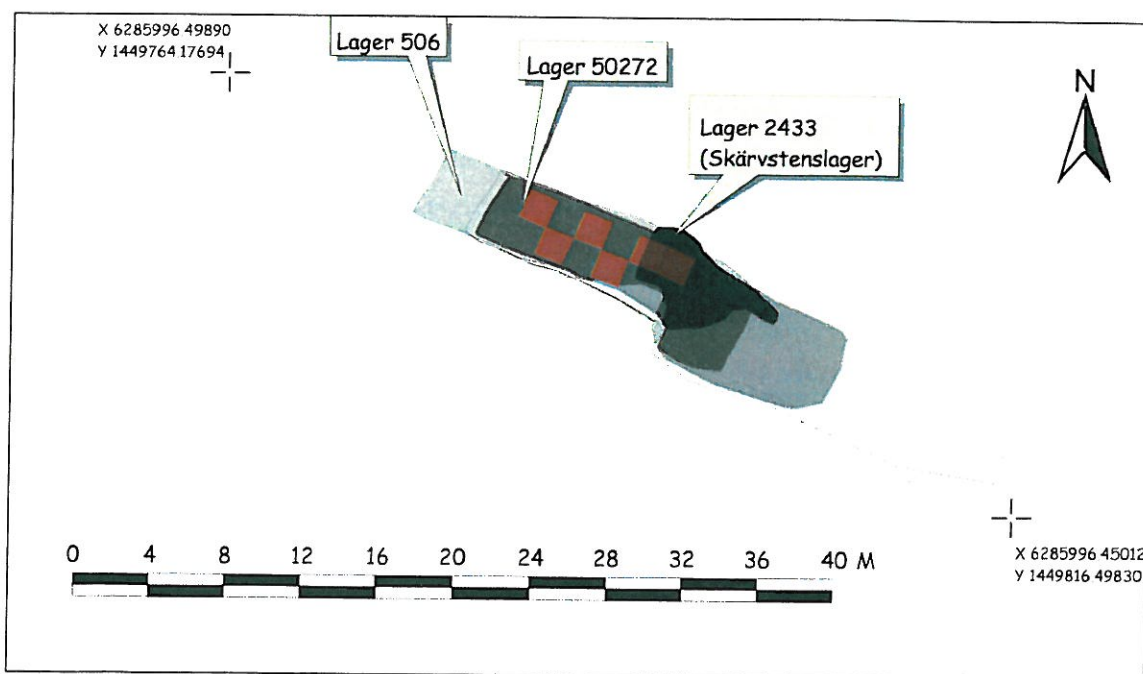 X 6285996 49890
Y 1449764.17694
Lager 506
Lager 50272
Lager 2433
(Skärvstenslager)
N
0 4 8 12 16 20 24 28 32 36 40 M
X 6285996 45012
Y 1449816 49830